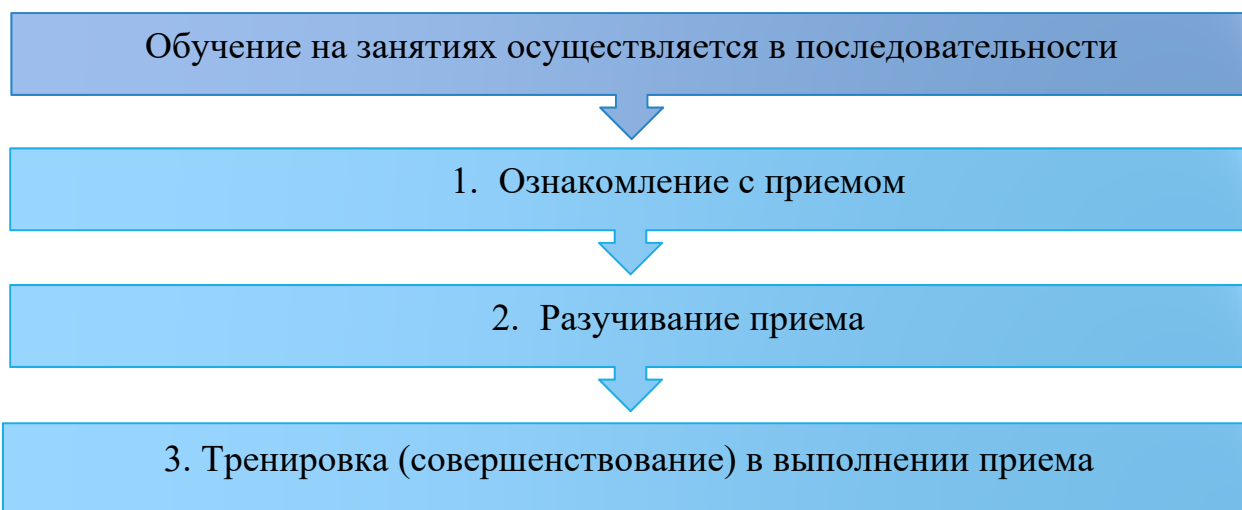 Обучение на занятиях осуществляется в последовательности
1. Ознакомление с приемом
2. Разучивание приема
3. Тренировка (совершенствование) в выполнении приема